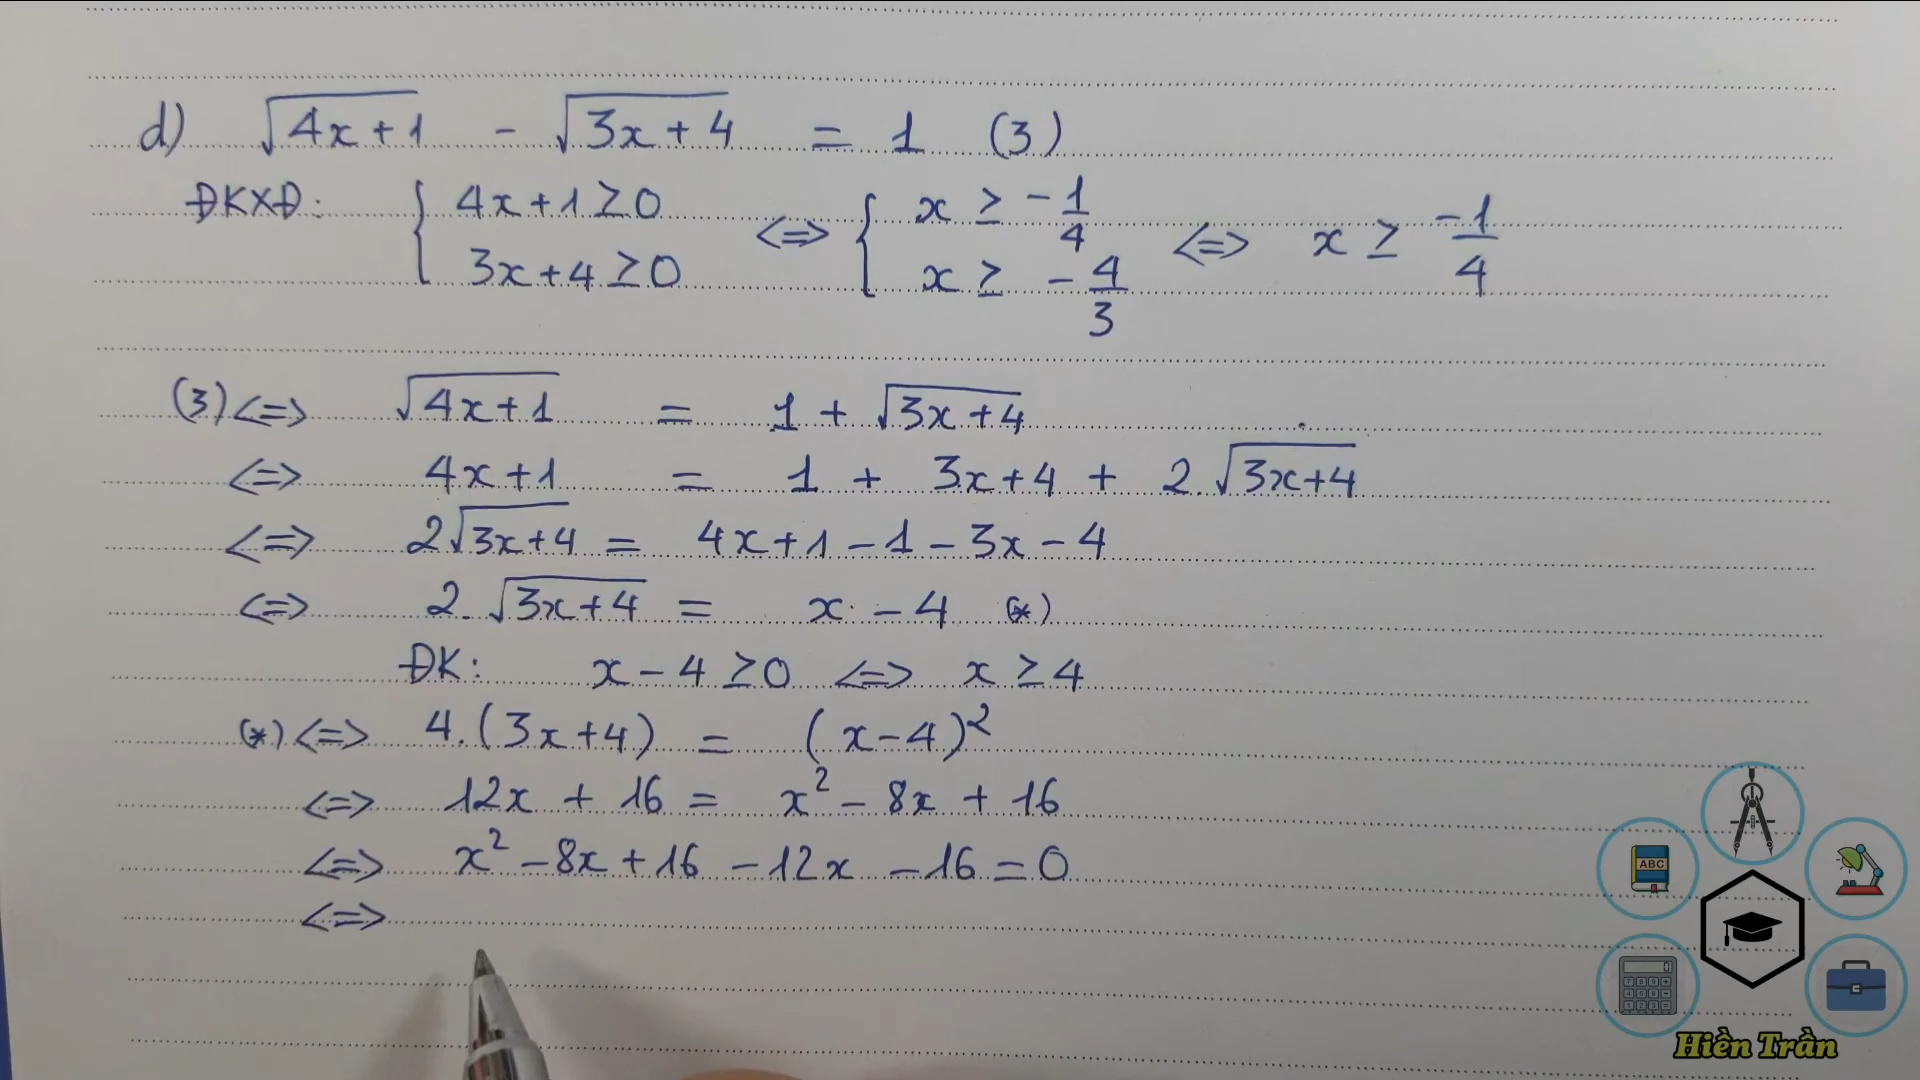 d) √(4x+1) - √(3x+4) = 1 (3)
ĐKXĐ: { 4x+1 ≥ 0 ; 3x+4 ≥ 0 <=> { x ≥ -1/4 ; x ≥ -4/3 <=> x ≥ -1/4
(3) <=> √(4x+1) = 1 + √(3x+4)
<=> 4x+1 = 1 + 3x+4 + 2.√(3x+4)
<=> 2√(3x+4) = 4x+1-1-3x-4
<=> 2.√(3x+4) = x-4 (*)
ĐK: x-4 ≥ 0 <=> x ≥ 4
(*) <=> 4.(3x+4) = (x-4)²
<=> 12x + 16 = x² - 8x + 16
<=> x² - 8x + 16 - 12x - 16 = 0
<=>
ABC
Hiền Trần